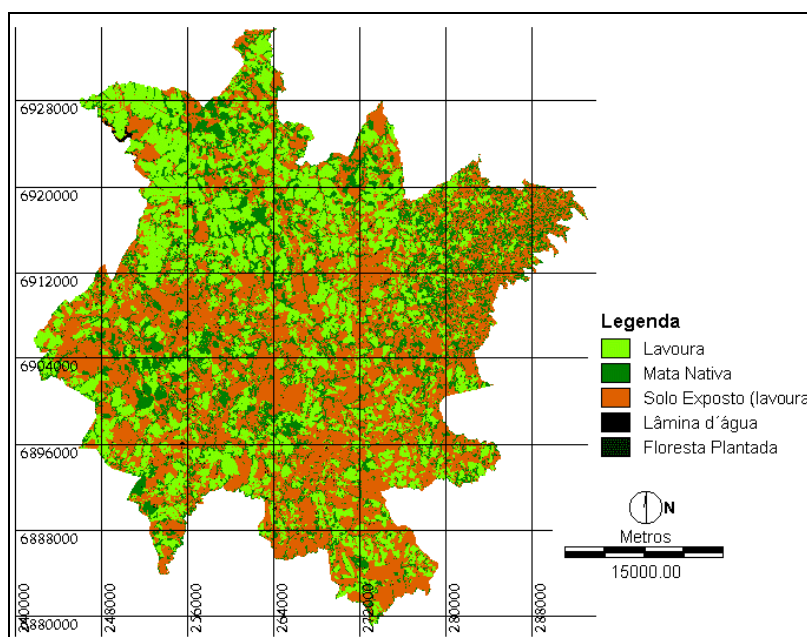 6928000
6920000
6912000
6904000
6896000
6888000
6880000
240000
248000
256000
264000
272000
280000
288000
Legenda
Lavoura
Mata Nativa
Solo Exposto (lavoura
Lâmina d´água
Floresta Plantada
N
Metros
15000.00